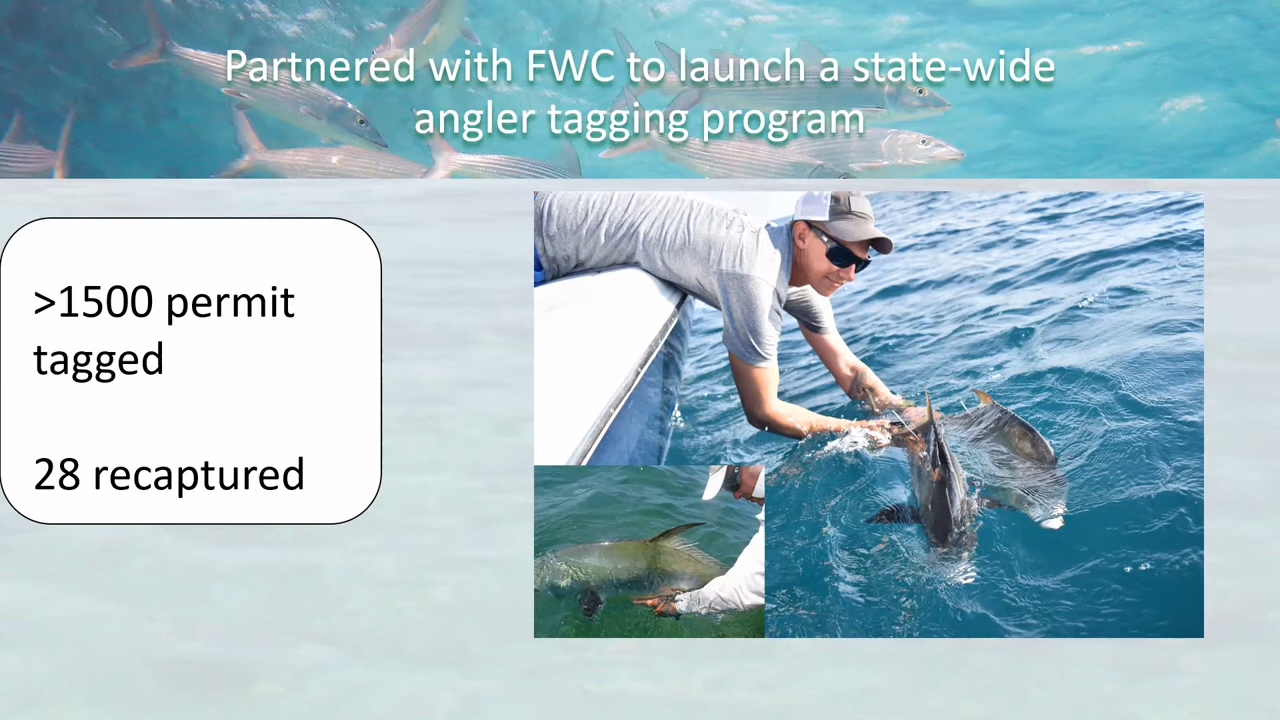 Partnered with FWC to launch a state-wide
angler tagging program
>1500 permit
tagged
28 recaptured